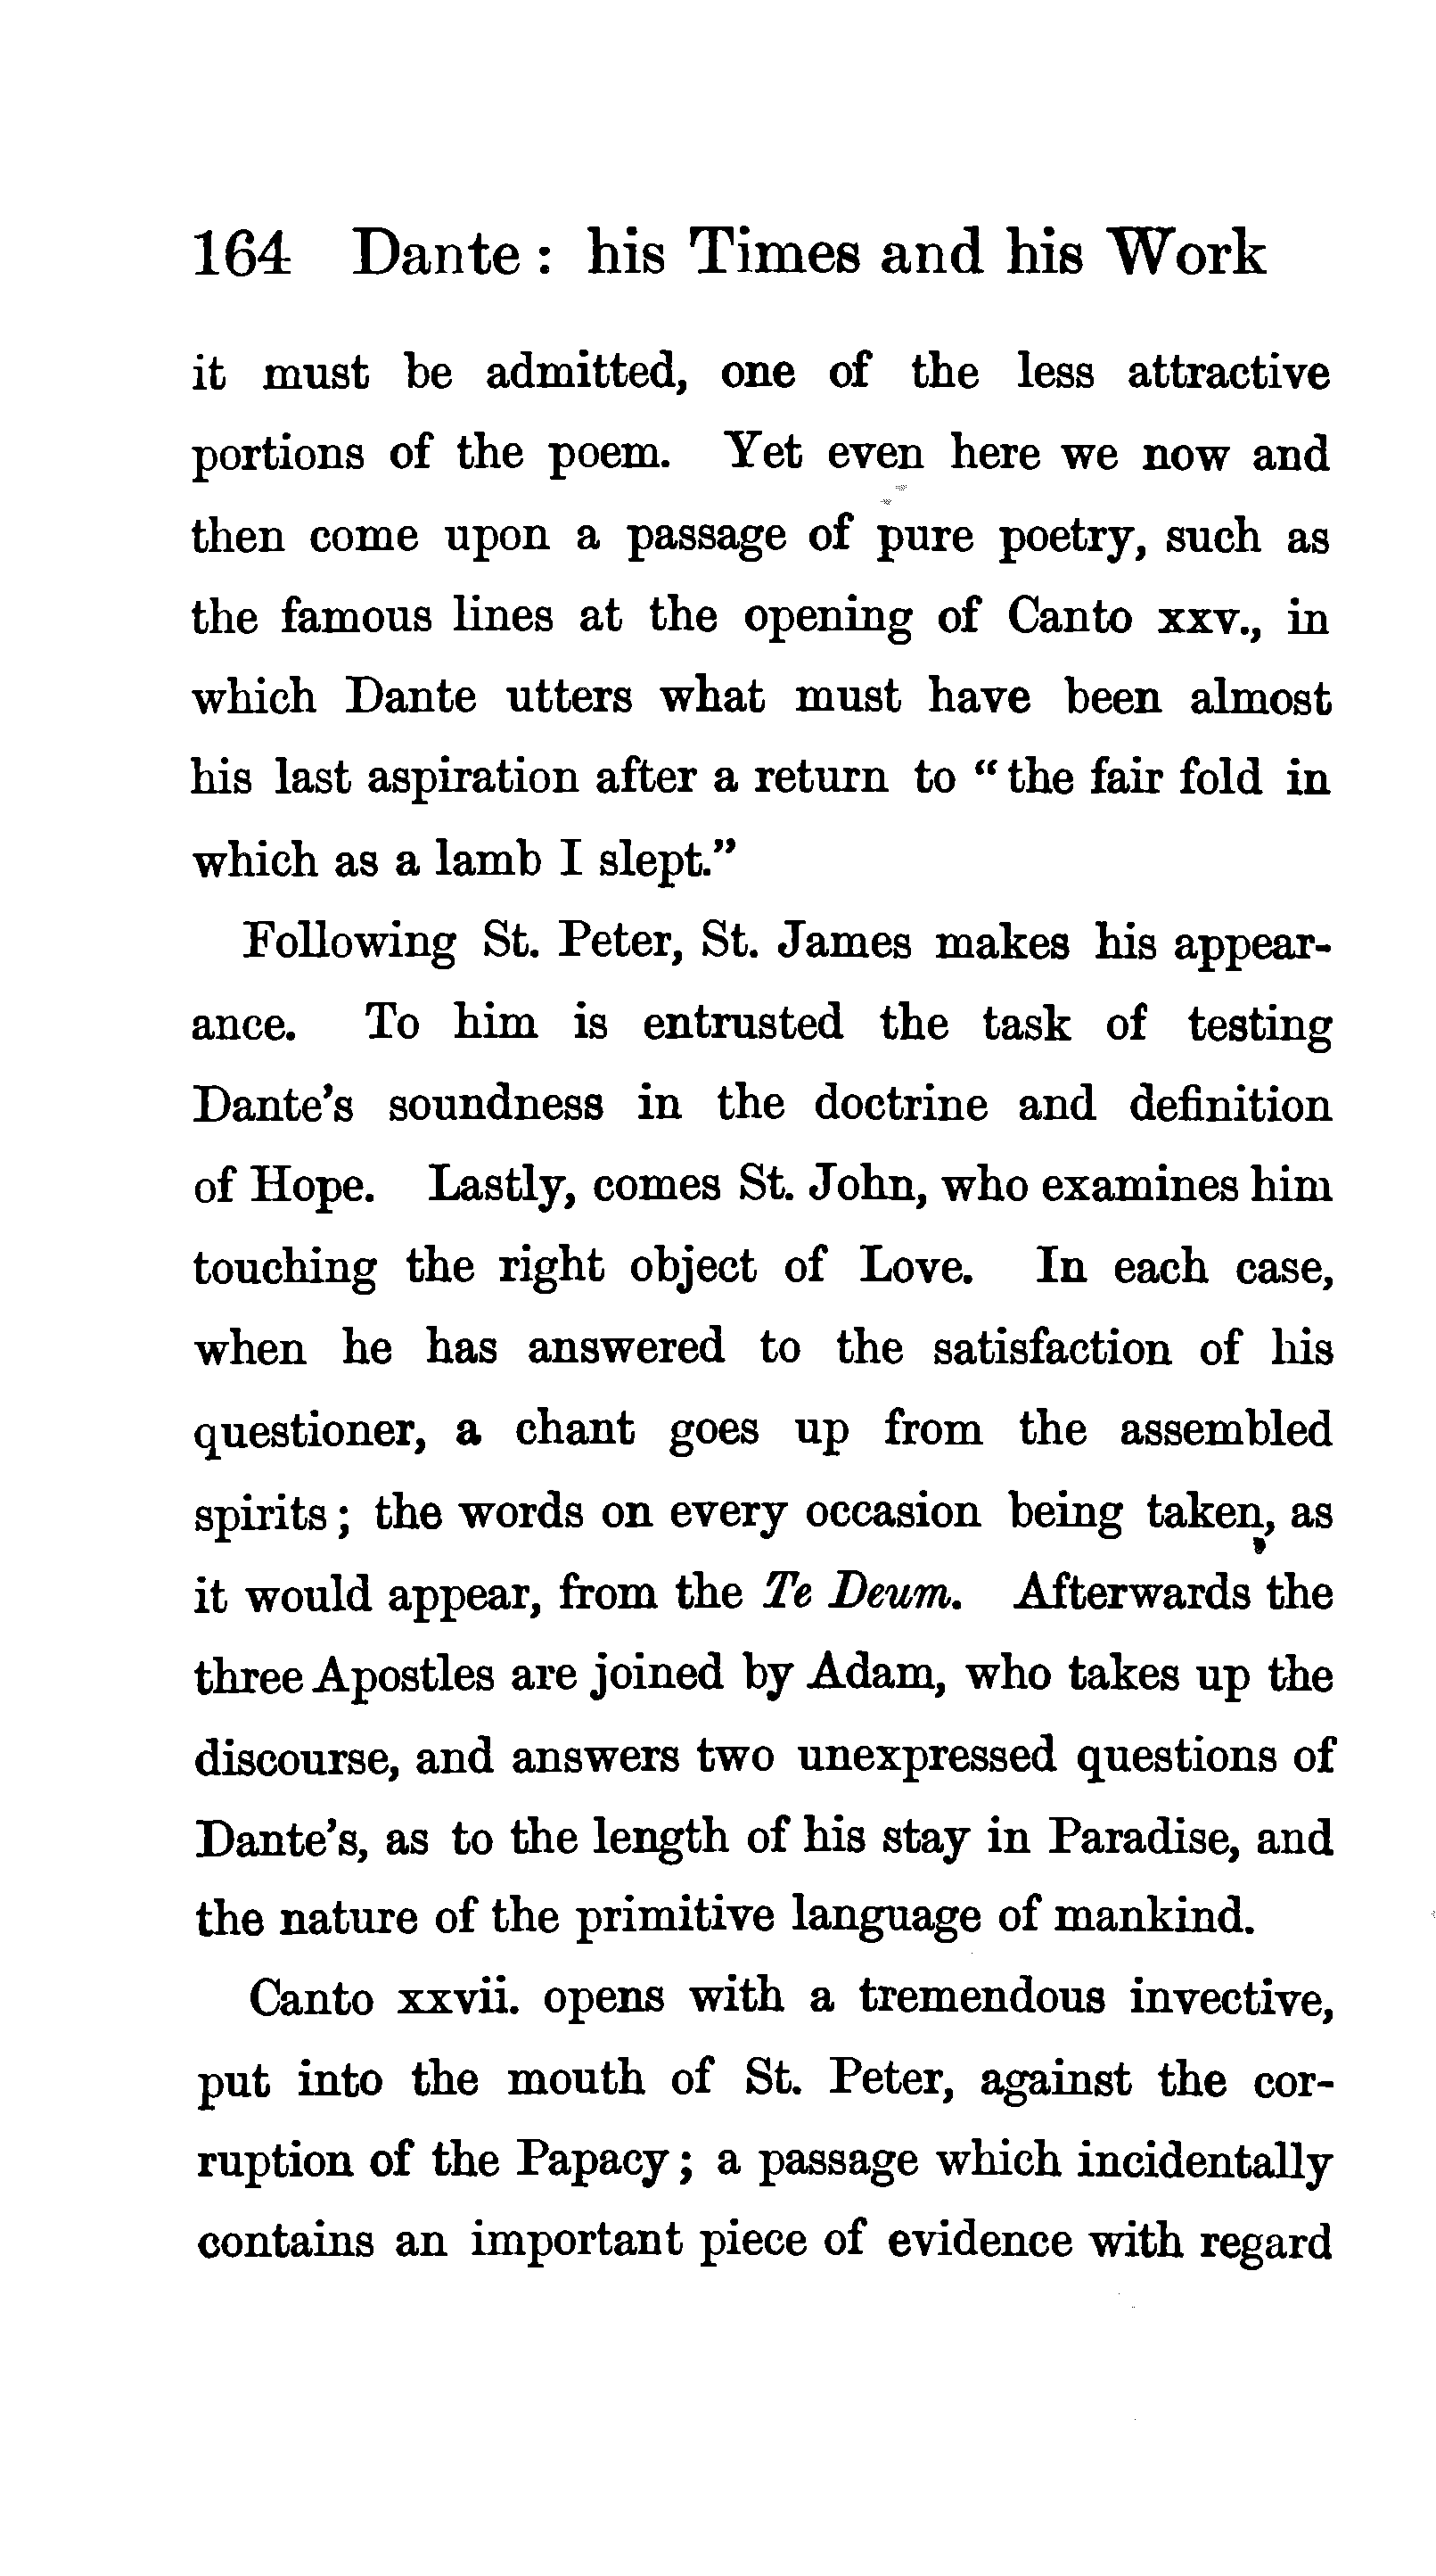 164 Dante : his Times and his Work
it must be admitted, one of the less attractive
portions of the poem. Yet even here we now and
then come upon a passage of pure poetry, such as
the famous lines at the opening of Canto xxv., in
which Dante utters what must have been almost
his last aspiration after a return to “the fair fold in
which as a lamb I slept.”
Following St. Peter, St. James makes his appear-
ance. To him is entrusted the task of testing
Dante’s soundness in the doctrine and definition
of Hope. Lastly, comes St. John, who examines him
touching the right object of Love. In each case,
when he has answered to the satisfaction of his
questioner, a chant goes up from the assembled
spirits ; the words on every occasion being taken, as
it would appear, from the Te Deum. Afterwards the
three Apostles are joined by Adam, who takes up the
discourse, and answers two unexpressed questions of
Dante’s, as to the length of his stay in Paradise, and
the nature of the primitive language of mankind.
Canto xxvii. opens with a tremendous invective,
put into the mouth of St. Peter, against the cor-
ruption of the Papacy ; a passage which incidentally
contains an important piece of evidence with regard